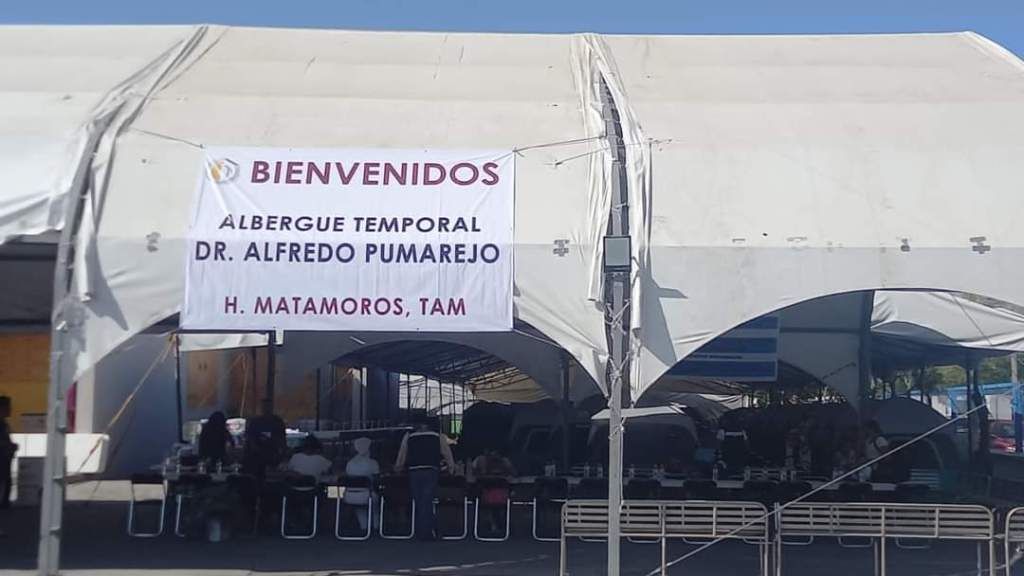 BIENVENIDOS
ALBERGUE TEMPORAL
DR. ALFREDO PUMAREJO
H. MATAMOROS, TAM